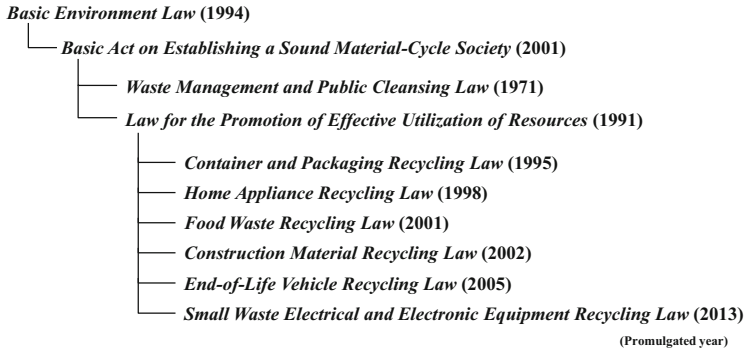 Basic Environment Law (1994)
Basic Act on Establishing a Sound Material-Cycle Society (2001)
Waste Management and Public Cleansing Law (1971)
Law for the Promotion of Effective Utilization of Resources (1991)
Container and Packaging Recycling Law (1995)
Home Appliance Recycling Law (1998)
Food Waste Recycling Law (2001)
Construction Material Recycling Law (2002)
End-of-Life Vehicle Recycling Law (2005)
Small Waste Electrical and Electronic Equipment Recycling Law (2013)
(Promulgated year)